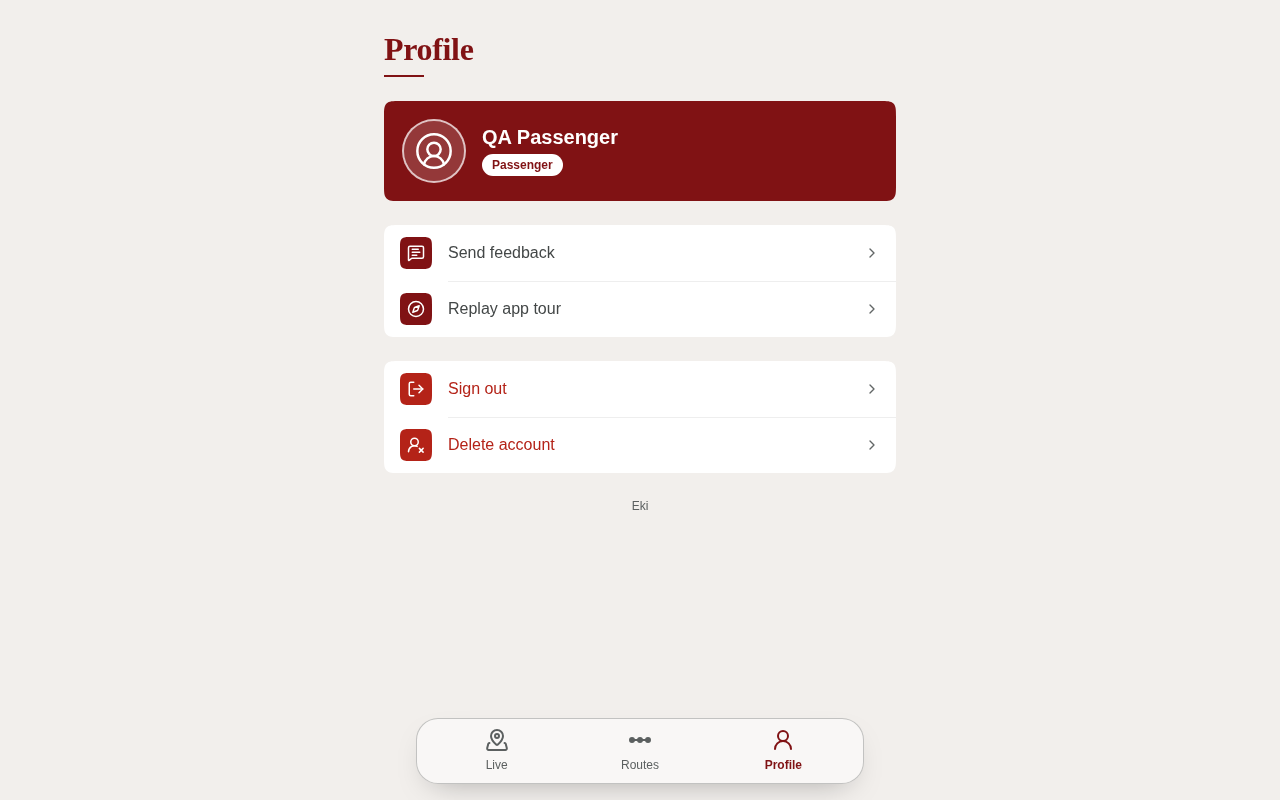 Profile
QA Passenger
Passenger
Send feedback
Replay app tour
Sign out
Delete account
Eki
Live
Routes
Profile